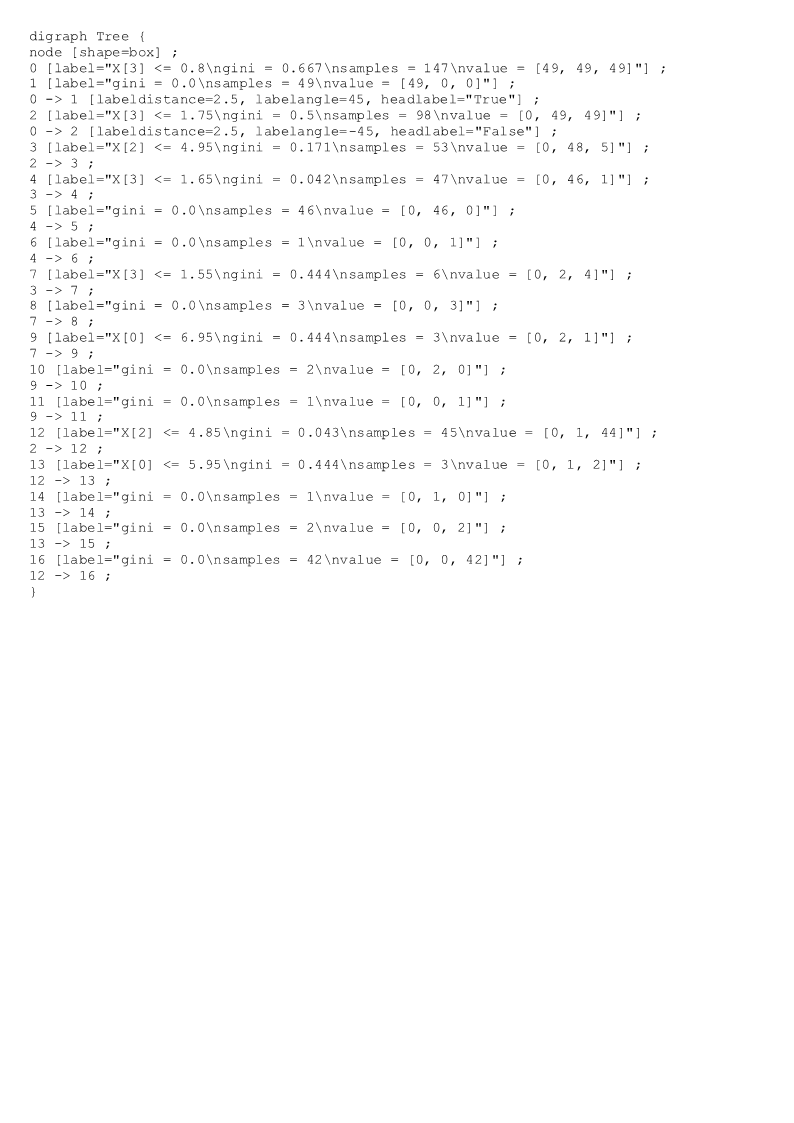 digraph Tree {
node [shape=box] ;
0 [label="X[3] <= 0.8\ngini = 0.667\nsamples = 147\nvalue = [49, 49, 49]"] ;
1 [label="gini = 0.0\nsamples = 49\nvalue = [49, 0, 0]"] ;
0 -> 1 [labeldistance=2.5, labelangle=45, headlabel="True"] ;
2 [label="X[3] <= 1.75\ngini = 0.5\nsamples = 98\nvalue = [0, 49, 49]"] ;
0 -> 2 [labeldistance=2.5, labelangle=-45, headlabel="False"] ;
3 [label="X[2] <= 4.95\ngini = 0.171\nsamples = 53\nvalue = [0, 48, 5]"] ;
2 -> 3 ;
4 [label="X[3] <= 1.65\ngini = 0.042\nsamples = 47\nvalue = [0, 46, 1]"] ;
3 -> 4 ;
5 [label="gini = 0.0\nsamples = 46\nvalue = [0, 46, 0]"] ;
4 -> 5 ;
6 [label="gini = 0.0\nsamples = 1\nvalue = [0, 0, 1]"] ;
4 -> 6 ;
7 [label="X[3] <= 1.55\ngini = 0.444\nsamples = 6\nvalue = [0, 2, 4]"] ;
3 -> 7 ;
8 [label="gini = 0.0\nsamples = 3\nvalue = [0, 0, 3]"] ;
7 -> 8 ;
9 [label="X[0] <= 6.95\ngini = 0.444\nsamples = 3\nvalue = [0, 2, 1]"] ;
7 -> 9 ;
10 [label="gini = 0.0\nsamples = 2\nvalue = [0, 2, 0]"] ;
9 -> 10 ;
11 [label="gini = 0.0\nsamples = 1\nvalue = [0, 0, 1]"] ;
9 -> 11 ;
12 [label="X[2] <= 4.85\ngini = 0.043\nsamples = 45\nvalue = [0, 1, 44]"] ;
2 -> 12 ;
13 [label="X[0] <= 5.95\ngini = 0.444\nsamples = 3\nvalue = [0, 1, 2]"] ;
12 -> 13 ;
14 [label="gini = 0.0\nsamples = 1\nvalue = [0, 1, 0]"] ;
13 -> 14 ;
15 [label="gini = 0.0\nsamples = 2\nvalue = [0, 0, 2]"] ;
13 -> 15 ;
16 [label="gini = 0.0\nsamples = 42\nvalue = [0, 0, 42]"] ;
12 -> 16 ;
}